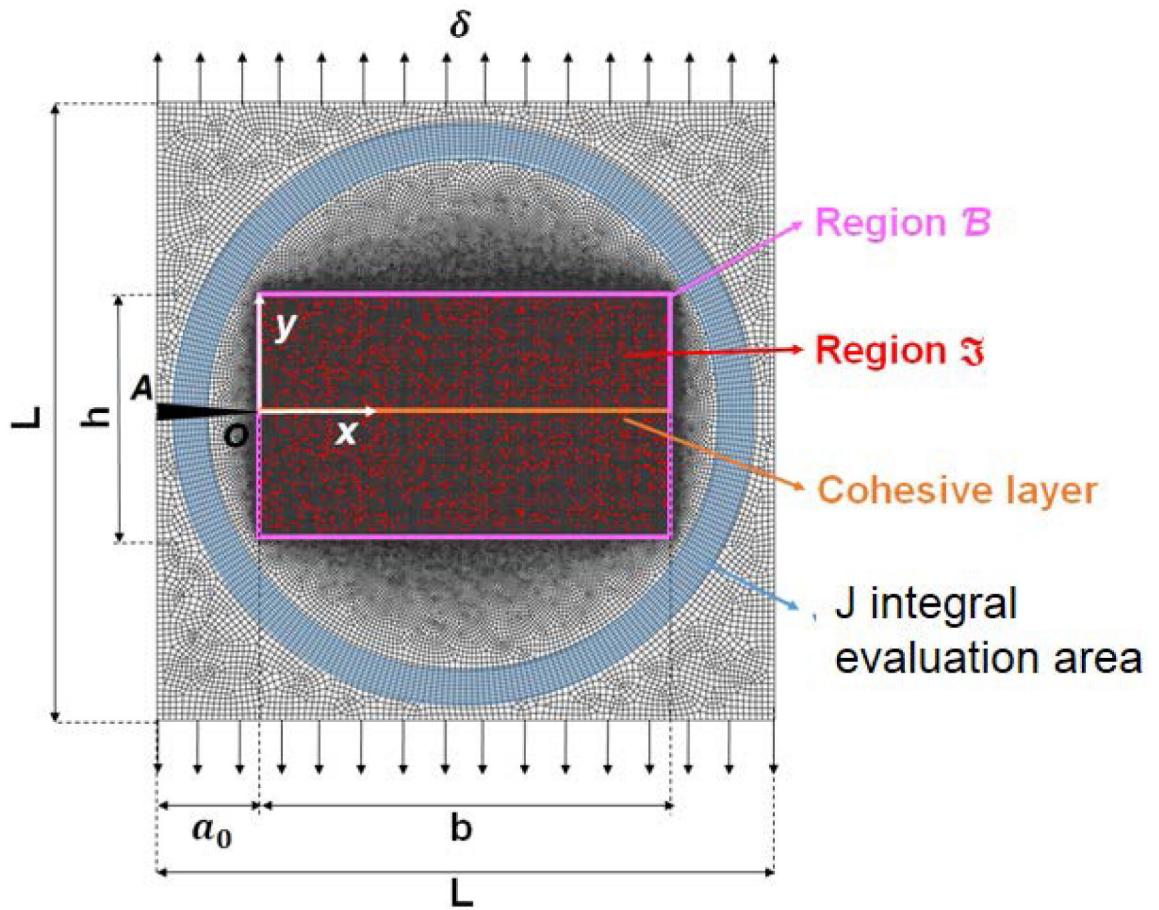 δ
Region ℬ
y
Region 𝔍
A
L
h
O
x
Cohesive layer
J integral
evaluation area
a₀
b
L